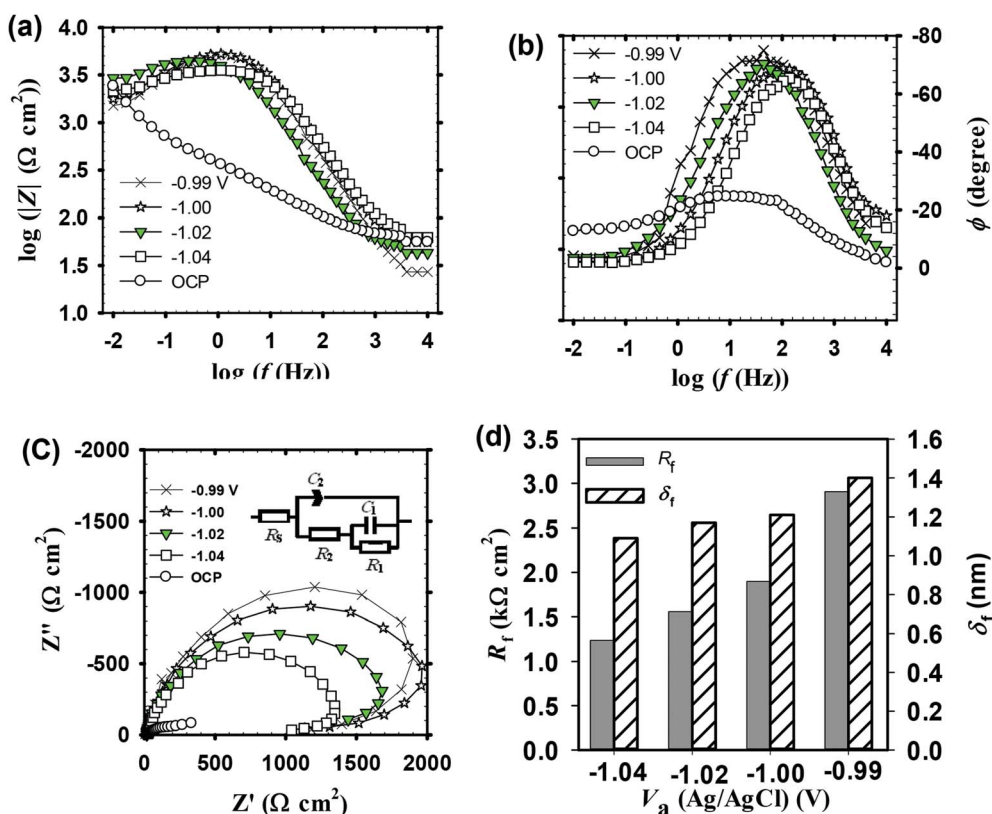 (a)
4.0
3.5
3.0
2.5
2.0
1.5
1.0
log (|Z|) (Ω cm²)
-0.99 V
-1.00
-1.02
-1.04
OCP
-2 -1 0 1 2 3 4
log (f (Hz))
(b)
-0.99 V
-1.00
-1.02
-1.04
OCP
-80
-60
-40
-20
0
ϕ (degree)
-2 -1 0 1 2 3 4
log (f (Hz))
(C)
-2000
-1500
-1000
-500
0
Z'' (Ω cm²)
-0.99 V
-1.00
-1.02
-1.04
OCP
C₂
C₁
Rₛ
R₂
R₁
0 500 1000 1500 2000
Z' (Ω cm²)
(d)
3.5
3.0
2.5
2.0
1.5
1.0
0.5
0.0
R_f (kΩ cm²)
R_f
δ_f
1.6
1.4
1.2
1.0
0.8
0.6
0.4
0.2
0.0
δ_f (nm)
-1.04 -1.02 -1.00 -0.99
Vₐ (Ag/AgCl) (V)